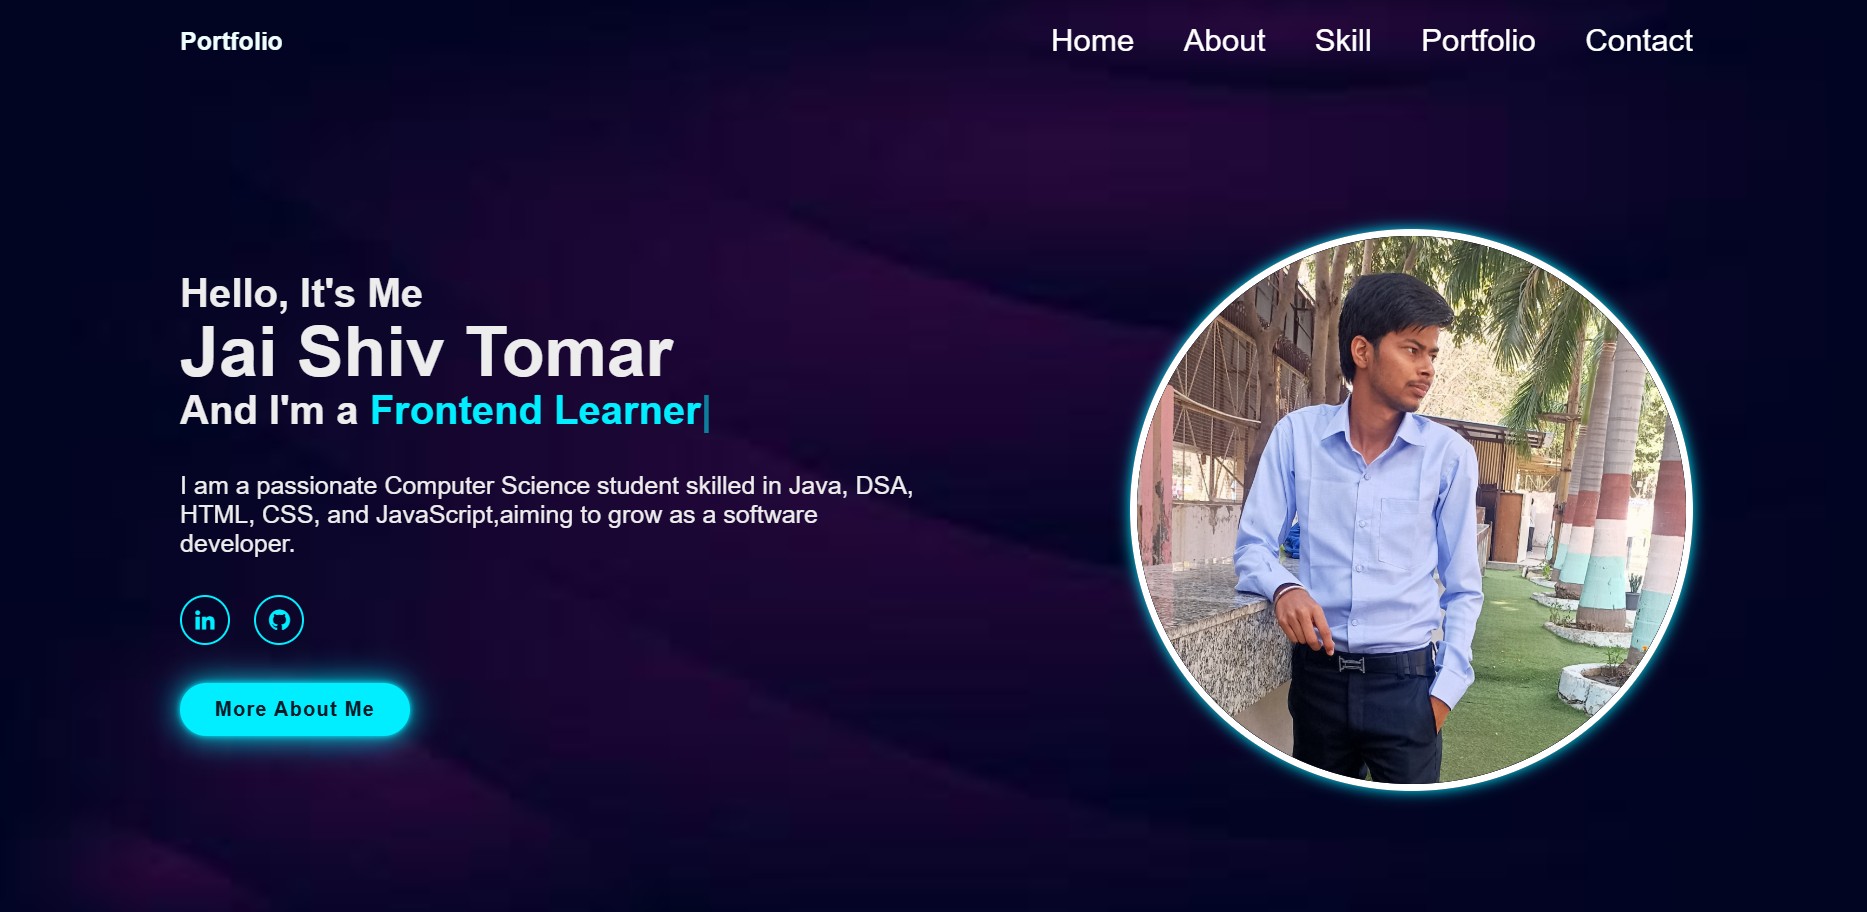 Portfolio
Home About Skill Portfolio Contact
Hello, It's Me
Jai Shiv Tomar
And I'm a Frontend Learner|
I am a passionate Computer Science student skilled in Java, DSA,
HTML, CSS, and JavaScript,aiming to grow as a software
developer.
in
More About Me